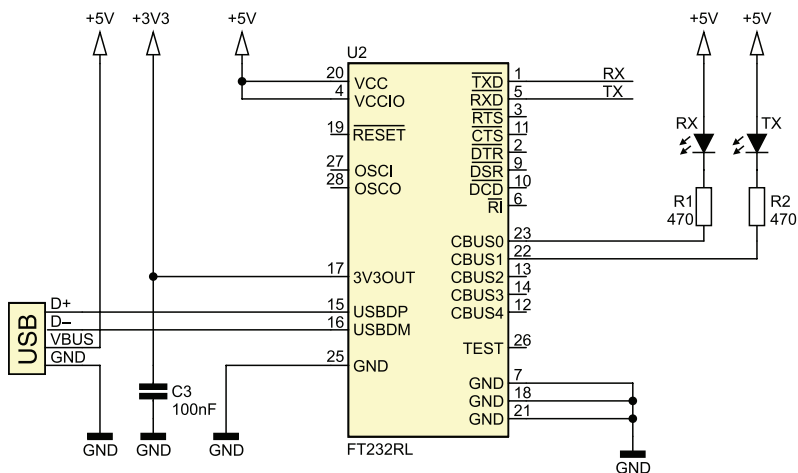 +5V
+3V3
+5V
+5V
+5V
U2
20 VCC
4 VCCIO
19 RESET
27 OSCI
28 OSCO
17 3V3OUT
15 USBDP
16 USBDM
25 GND
TXD 1 RX
RXD 5 TX
RTS 3
CTS 11
DTR 2
DSR 9
DCD 10
RI 6
CBUS0 23
CBUS1 22
CBUS2 13
CBUS3 14
CBUS4 12
TEST 26
GND 7
GND 18
GND 21
FT232RL
RX
TX
R1
470
R2
470
USB
D+
D–
VBUS
GND
C3
100nF
GND
GND
GND
GND